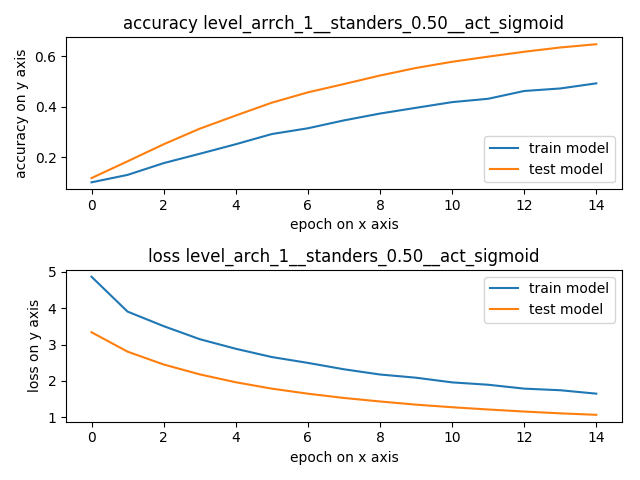 accuracy level_arrch_1__standers_0.50__act_sigmoid
accuracy on y axis
0.6
0.4
0.2
train model
test model
0 2 4 6 8 10 12 14
epoch on x axis
loss level_arch_1__standers_0.50__act_sigmoid
loss on y axis
5
4
3
2
1
train model
test model
0 2 4 6 8 10 12 14
epoch on x axis